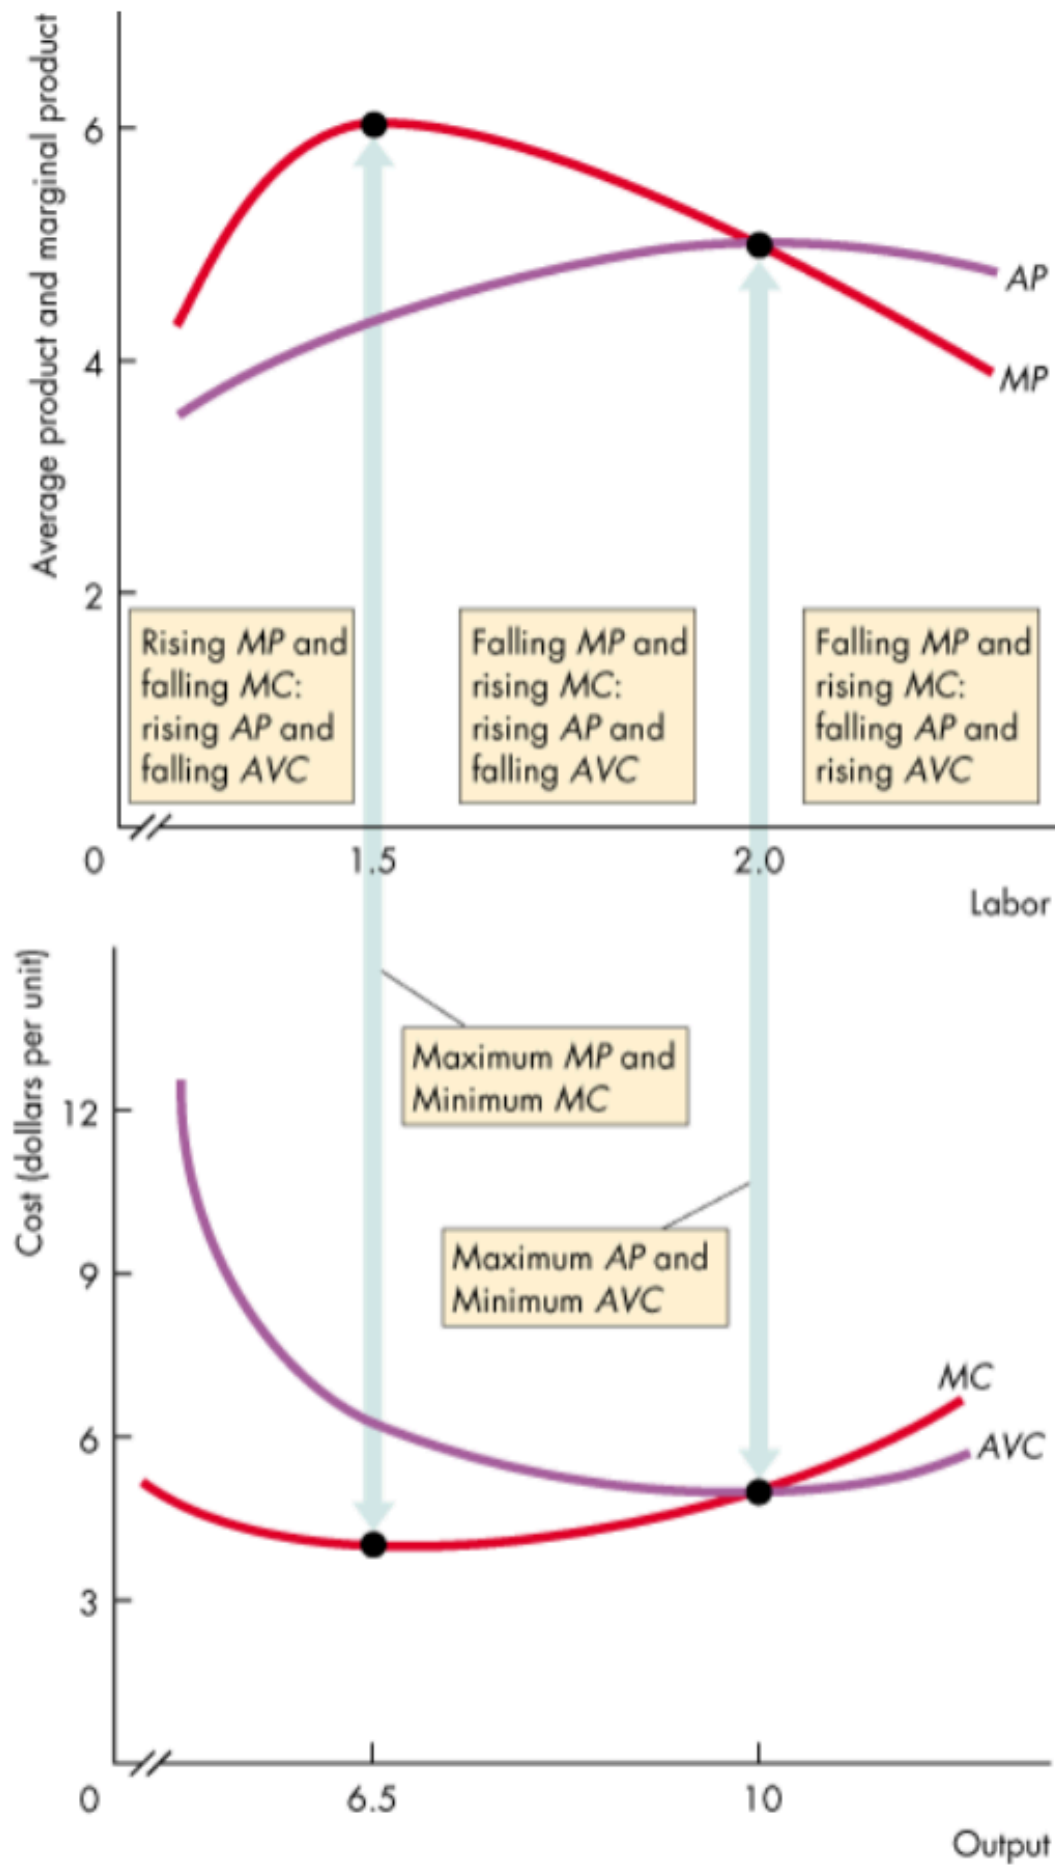 Average product and marginal product
6
4
2
AP
MP
Rising MP and
falling MC:
rising AP and
falling AVC
Falling MP and
rising MC:
rising AP and
falling AVC
Falling MP and
rising MC:
falling AP and
rising AVC
0
1.5
2.0
Labor
Cost (dollars per unit)
12
9
6
3
Maximum MP and
Minimum MC
Maximum AP and
Minimum AVC
MC
AVC
0
6.5
10
Output